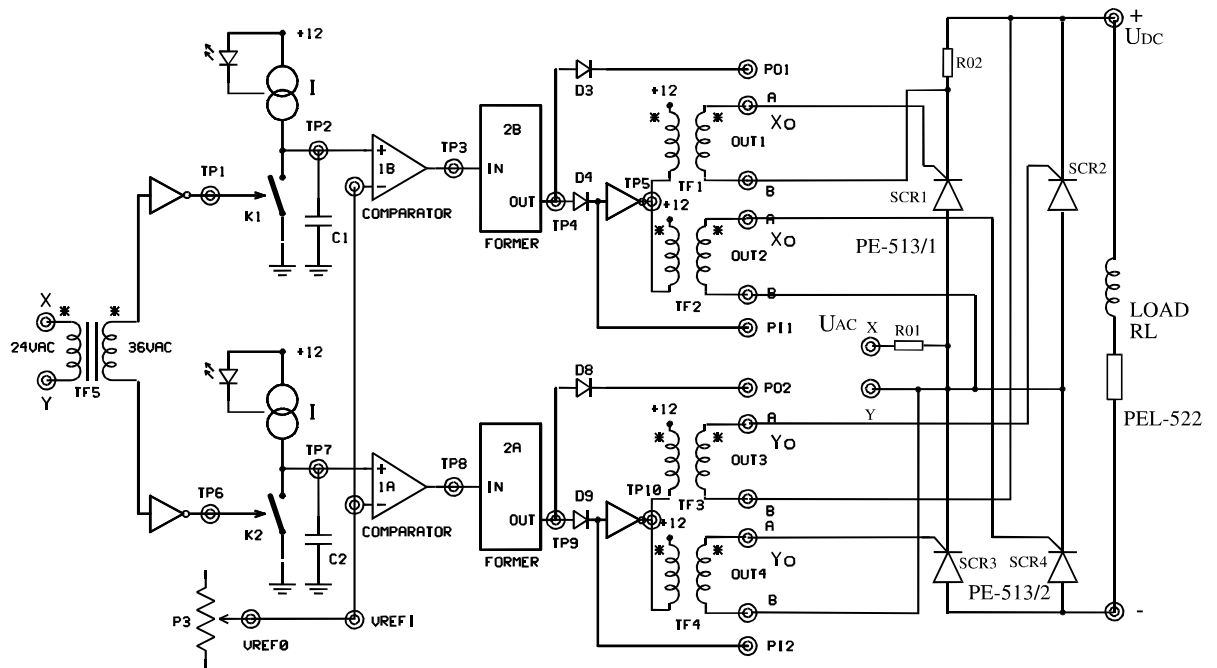 +12
I
TP2
TP1
K1
C1
+
1B
-
COMPARATOR
TP3
2B
IN
OUT
FORMER
TP4
D3
PO1
D4
TP5
+12
*
*
TF1
A
XO
OUT1
B
+12
*
*
TF2
A
XO
OUT2
B
PI1
R02
SCR1
SCR2
PE-513/1
+
UDC
LOAD
RL
PEL-522
UAC
X
R01
Y
X
*
*
24VAC
36VAC
Y
TF5
+12
I
TP7
TP6
K2
C2
+
1A
-
COMPARATOR
TP8
2A
IN
OUT
FORMER
TP9
D8
PO2
D9
TP10
+12
*
*
TF3
A
YO
OUT3
B
+12
*
*
TF4
A
YO
OUT4
B
PI2
SCR3
SCR4
PE-513/2
-
P3
VREF0
VREF1